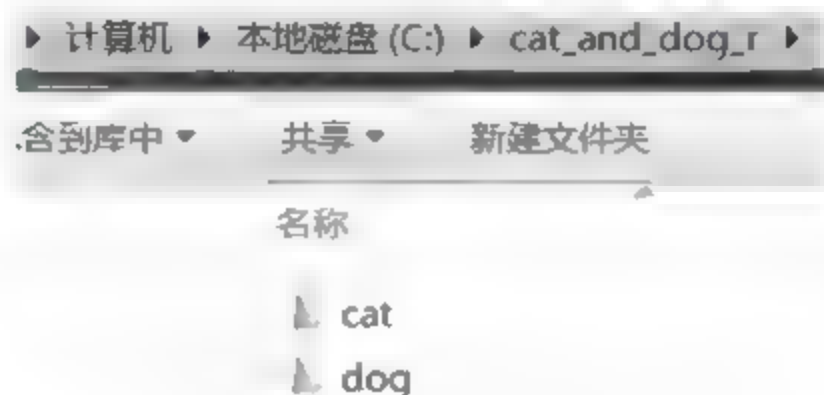 计算机 本地磁盘 (C:) cat_and_dog_r
含到库中 共享 新建文件夹
名称
cat
dog